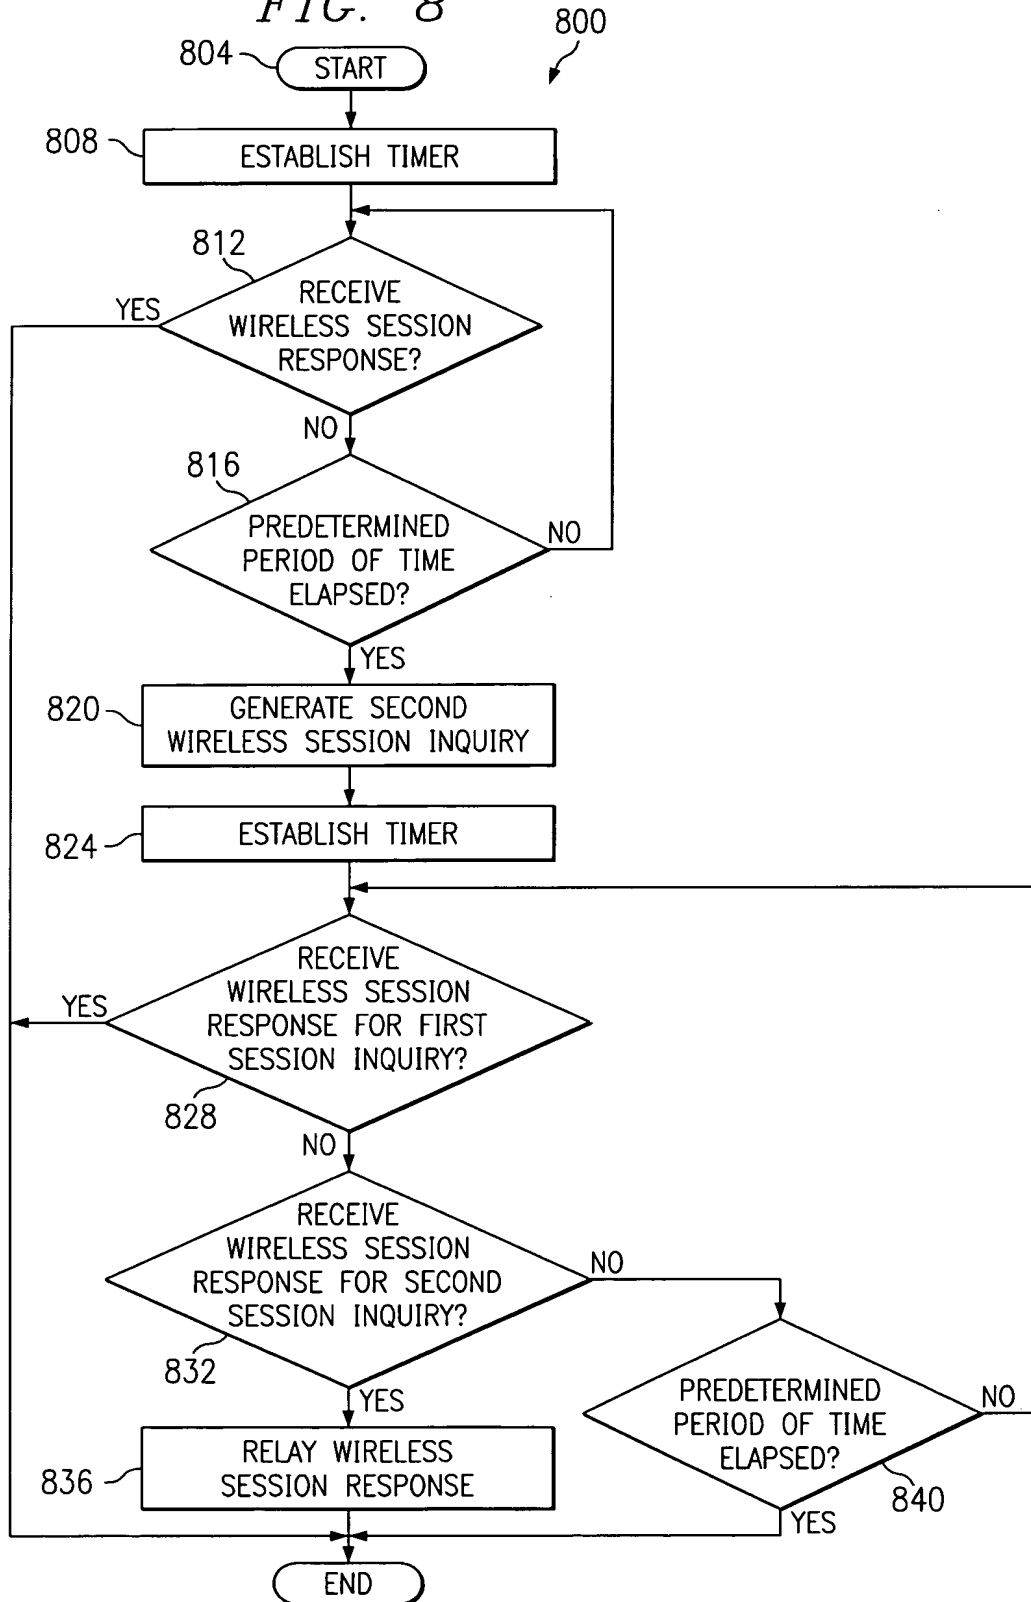 FIG. 8
800
804
START
808
ESTABLISH TIMER
812
YES
RECEIVE
WIRELESS SESSION
RESPONSE?
NO
816
PREDETERMINED
PERIOD OF TIME
ELAPSED?
NO
YES
820
GENERATE SECOND
WIRELESS SESSION INQUIRY
824
ESTABLISH TIMER
RECEIVE
WIRELESS SESSION
RESPONSE FOR FIRST
SESSION INQUIRY?
YES
828
NO
RECEIVE
WIRELESS SESSION
RESPONSE FOR SECOND
SESSION INQUIRY?
NO
832
YES
PREDETERMINED
PERIOD OF TIME
ELAPSED?
NO
840
YES
836
RELAY WIRELESS
SESSION RESPONSE
END